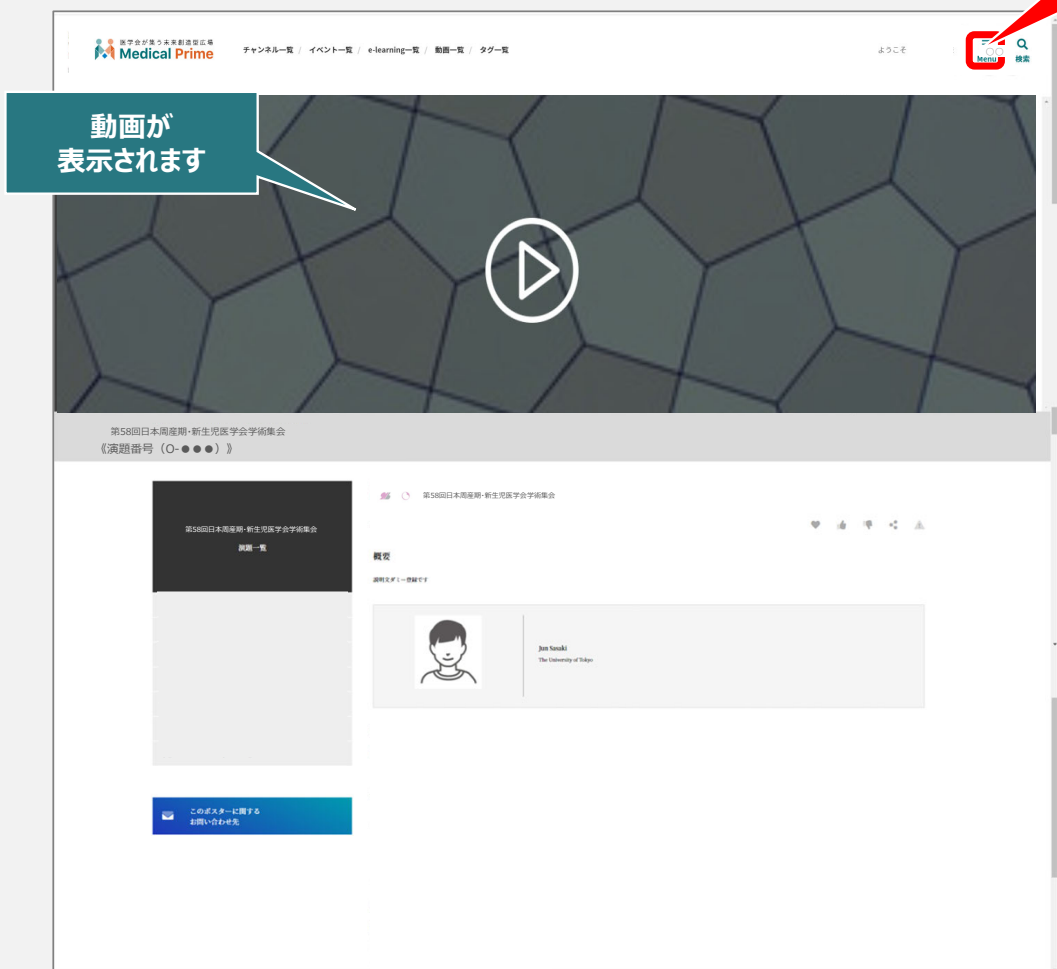 医学会が集う未来創造型広場
Medical Prime
チャンネル一覧 / イベント一覧 / e-learning一覧 / 動画一覧 / タグ一覧
ようこそ
○○
Menu
検索
動画が
表示されます
第58回日本周産期・新生児医学会学術集会
《演題番号（O-●●●）》
第58回日本周産期・新生児医学会学術集会
演題一覧
第58回日本周産期・新生児医学会学術集会
概要
説明文ダミー登録です
Jun Sasaki
The University of Tokyo
このポスターに関する
お問い合わせ先